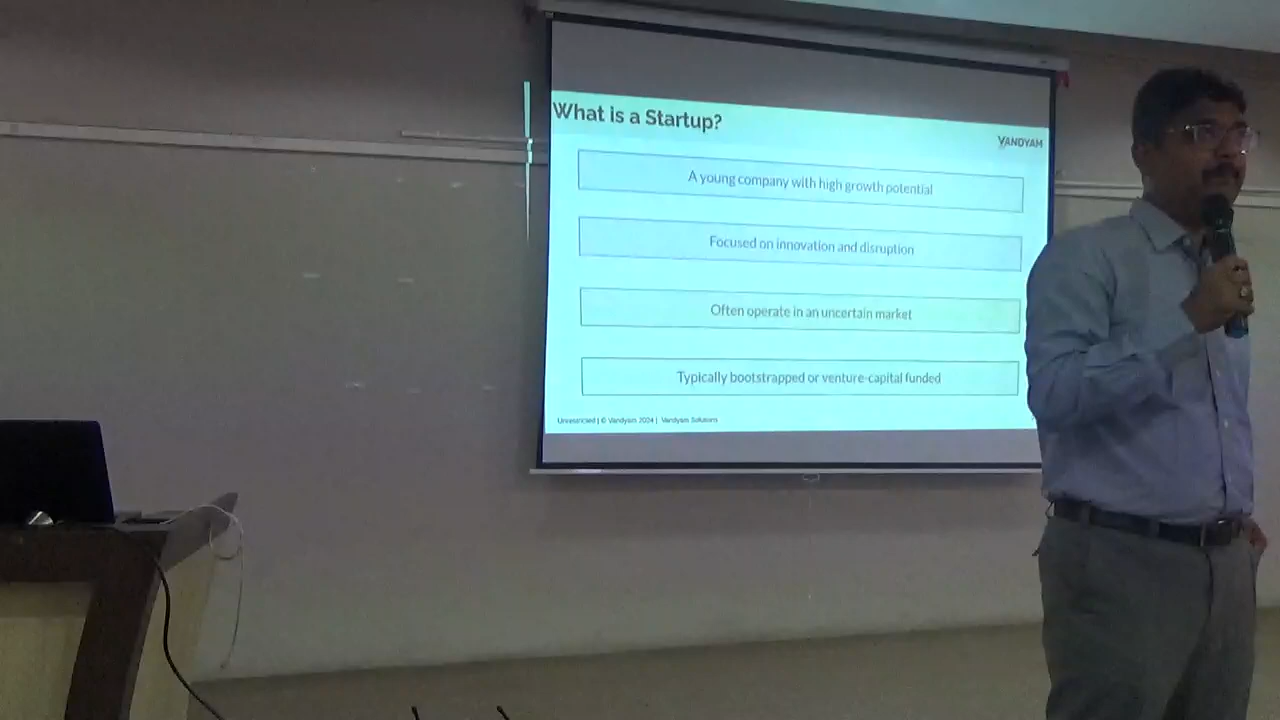 What is a Startup?
VANDYAM
A young company with high growth potential
Focused on innovation and disruption
Often operate in an uncertain market
Typically bootstrapped or venture-capital funded
Unrestricted | © Vandyam 2024 | Vandyam Solutions